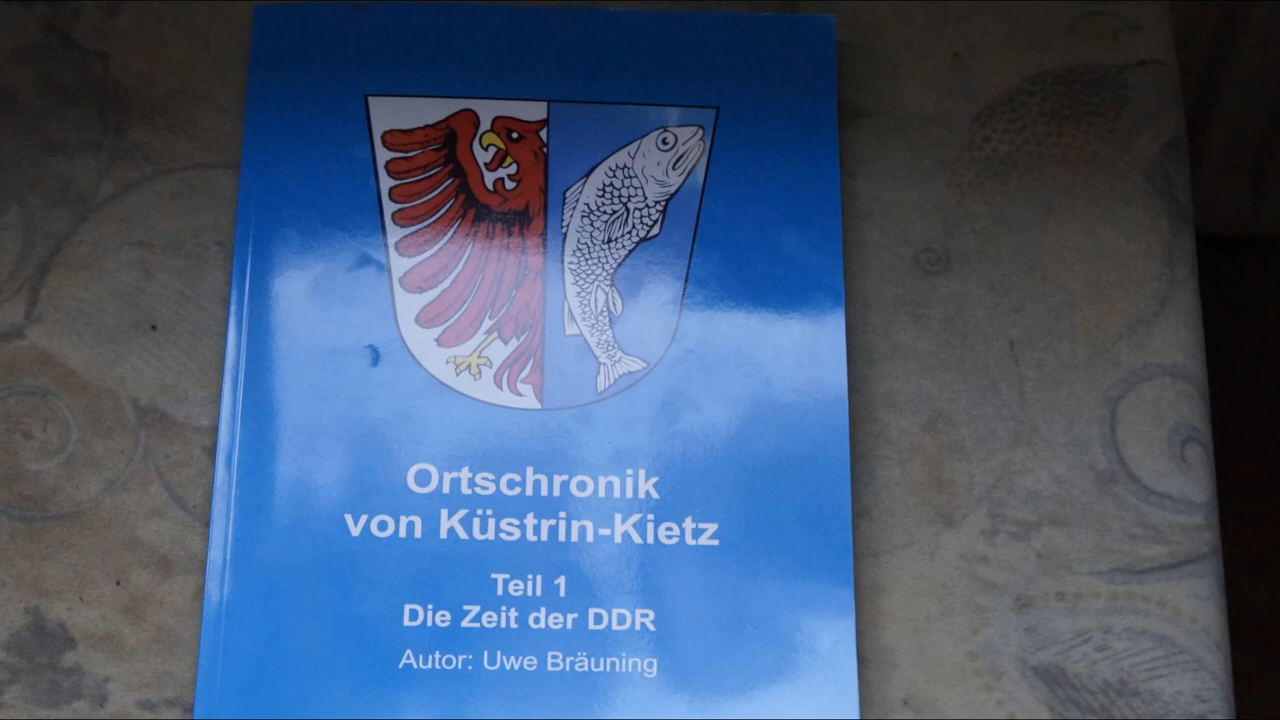 Ortschronik
von Küstrin-Kietz
Teil 1
Die Zeit der DDR
Autor: Uwe Bräuning